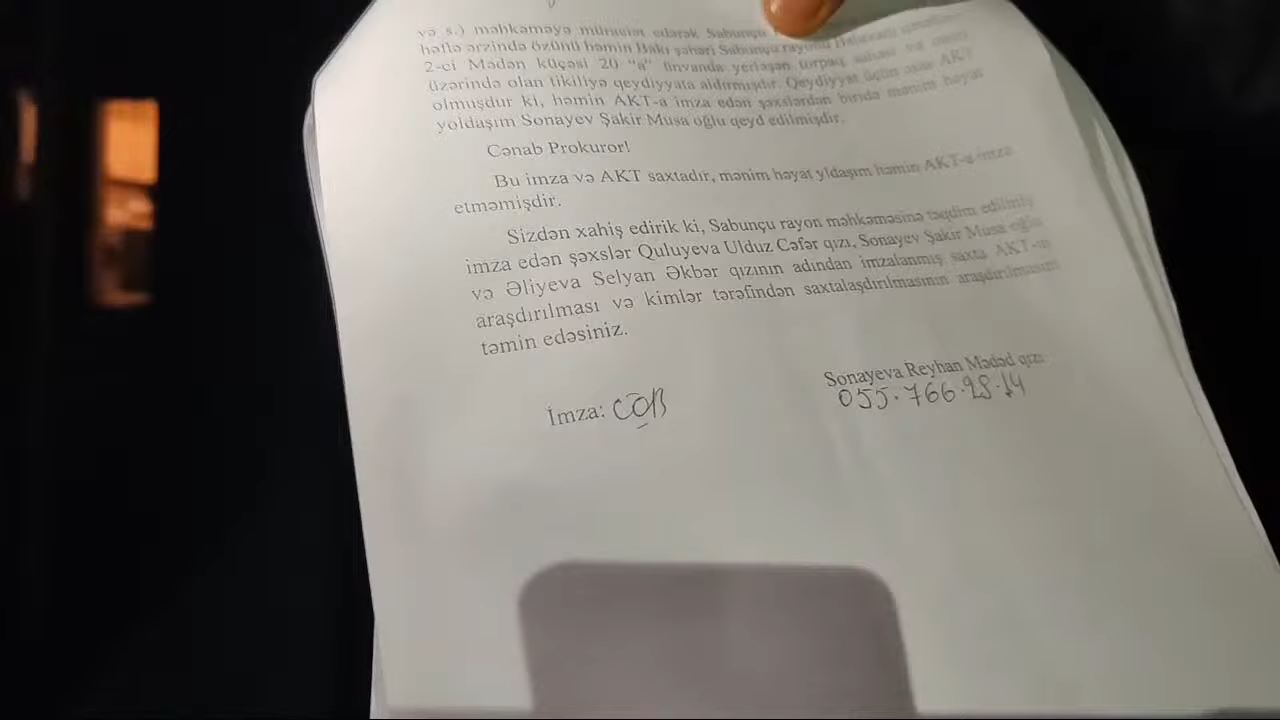 və s.) məhkəməyə müraciət edərək Sabunçu
həftə ərzində özünü həmin Bakı şəhəri Sabunçu rayonu
2-ci Mədən küçəsi 20 "a" ünvanda yerləşən torpaq sahəsi və onun
üzərində olan tikiliyə qeydiyyata aldırmışdır. Qeydiyyat üçün əsas AKT
olmuşdur ki, həmin AKT-a imza edən şəxslərdən biridə mənim həyat
yoldaşım Sonayev Şakir Musa oğlu qeyd edilmişdir.
Cənab Prokuror!
Bu imza və AKT saxtadır, mənim həyat yldaşım həmin AKT-a imza
etməmişdir.
Sizdən xahiş edirik ki, Sabunçu rayon məhkəməsinə təqdim edilmiş
imza edən şəxslər Quluyeva Ulduz Cəfər qızı, Sonayev Şakir Musa oğlu
və Əliyeva Selyan Əkbər qızının adından imzalanmış saxta AKT-ın
araşdırılması və kimlər tərəfindən saxtalaşdırılmasının araşdırılmasını
təmin edəsiniz.
Sonayeva Reyhan Mədəd qızı
055.766.98.14
İmza: